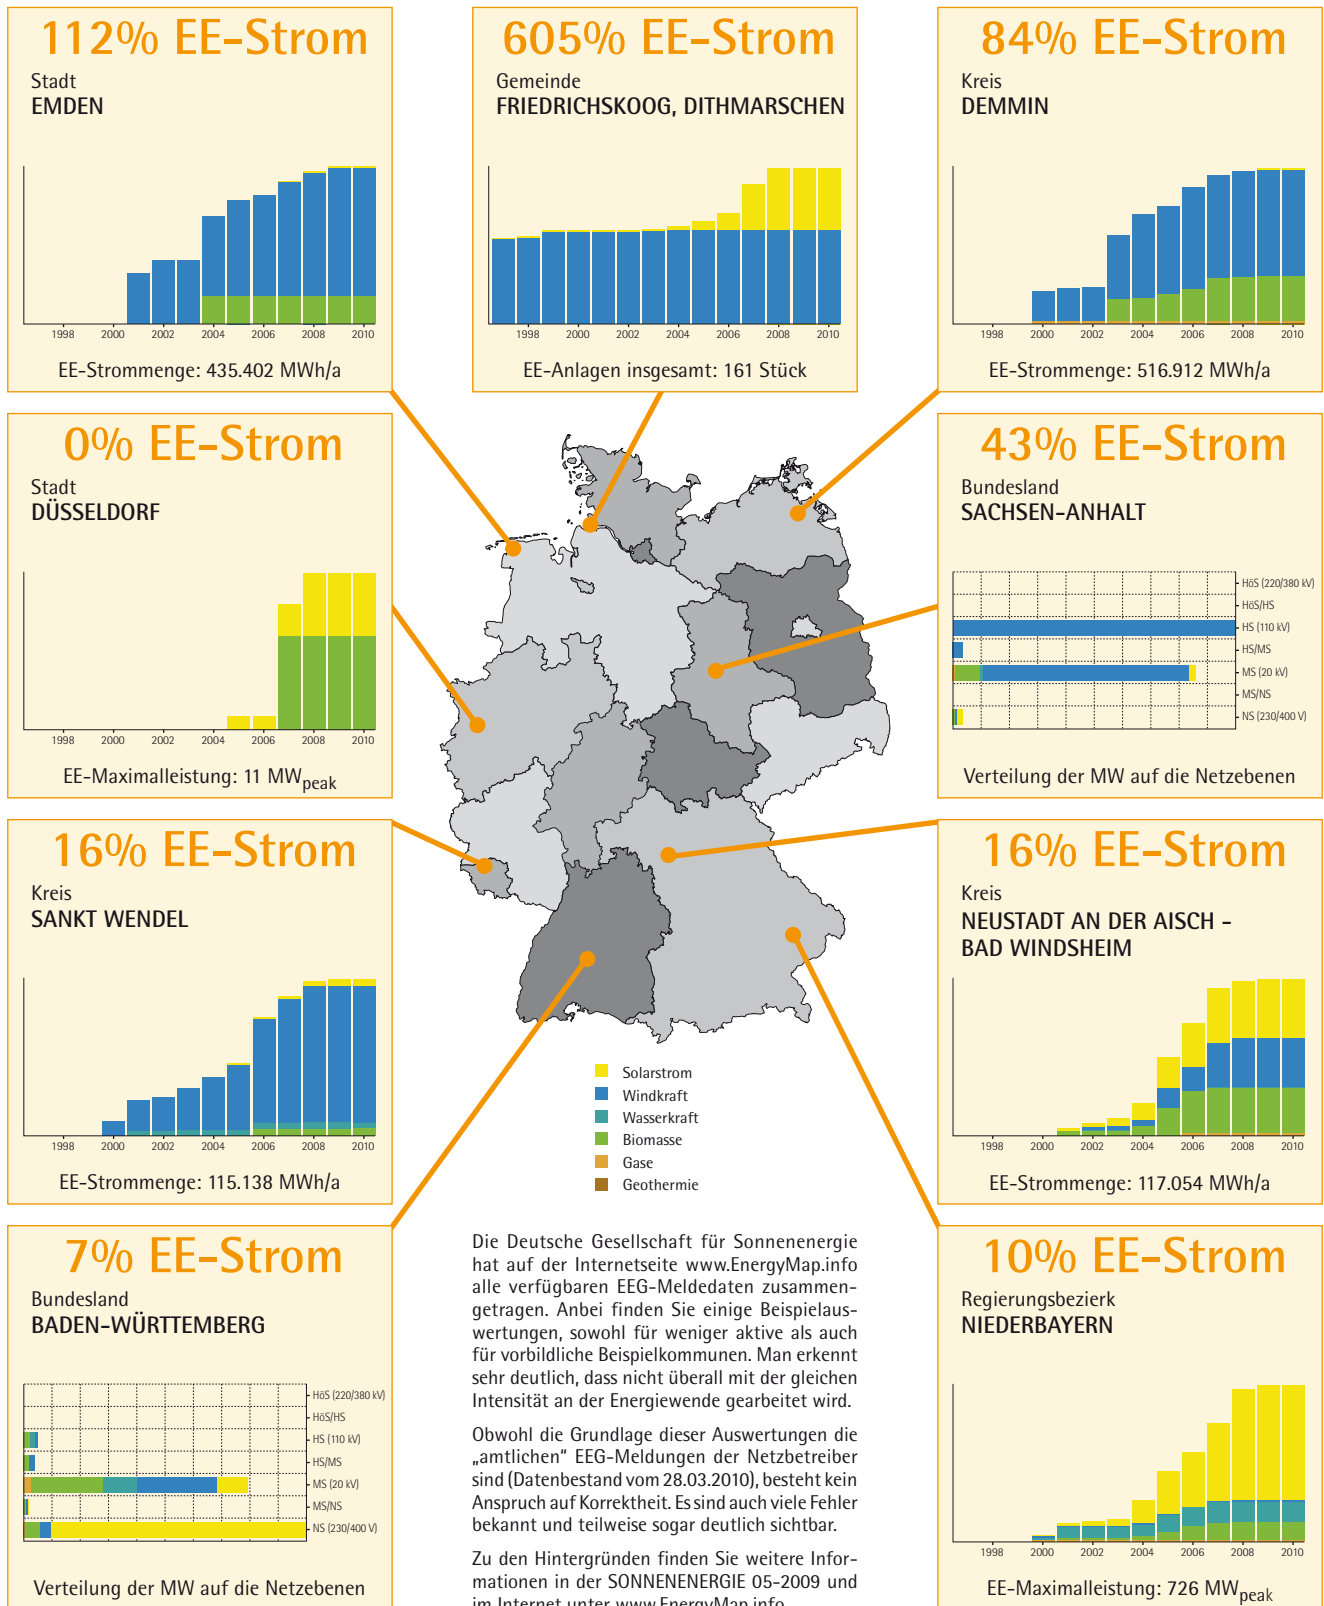 112% EE-Strom
Stadt
EMDEN
1998 2000 2002 2004 2006 2008 2010
EE-Strommenge: 435.402 MWh/a
605% EE-Strom
Gemeinde
FRIEDRICHSKOOG, DITHMARSCHEN
1998 2000 2002 2004 2006 2008 2010
EE-Anlagen insgesamt: 161 Stück
84% EE-Strom
Kreis
DEMMIN
1998 2000 2002 2004 2006 2008 2010
EE-Strommenge: 516.912 MWh/a
0% EE-Strom
Stadt
DÜSSELDORF
1998 2000 2002 2004 2006 2008 2010
EE-Maximalleistung: 11 MWpeak
43% EE-Strom
Bundesland
SACHSEN-ANHALT
HöS (220/380 kV)
HöS/HS
HS (110 kV)
HS/MS
MS (20 kV)
MS/NS
NS (230/400 V)
Verteilung der MW auf die Netzebenen
16% EE-Strom
Kreis
SANKT WENDEL
1998 2000 2002 2004 2006 2008 2010
EE-Strommenge: 115.138 MWh/a
16% EE-Strom
Kreis
NEUSTADT AN DER AISCH -
BAD WINDSHEIM
1998 2000 2002 2004 2006 2008 2010
EE-Strommenge: 117.054 MWh/a
Solarstrom
Windkraft
Wasserkraft
Biomasse
Gase
Geothermie
7% EE-Strom
Bundesland
BADEN-WÜRTTEMBERG
HöS (220/380 kV)
HöS/HS
HS (110 kV)
HS/MS
MS (20 kV)
MS/NS
NS (230/400 V)
Verteilung der MW auf die Netzebenen
Die Deutsche Gesellschaft für Sonnenenergie
hat auf der Internetseite www.EnergyMap.info
alle verfügbaren EEG-Meldedaten zusammen-
getragen. Anbei finden Sie einige Beispielaus-
wertungen, sowohl für weniger aktive als auch
für vorbildliche Beispielkommunen. Man erkennt
sehr deutlich, dass nicht überall mit der gleichen
Intensität an der Energiewende gearbeitet wird.
Obwohl die Grundlage dieser Auswertungen die
„amtlichen“ EEG-Meldungen der Netzbetreiber
sind (Datenbestand vom 28.03.2010), besteht kein
Anspruch auf Korrektheit. Es sind auch viele Fehler
bekannt und teilweise sogar deutlich sichtbar.
Zu den Hintergründen finden Sie weitere Infor-
mationen in der SONNENENERGIE 05-2009 und
im Internet unter www.EnergyMap.info
10% EE-Strom
Regierungsbezierk
NIEDERBAYERN
1998 2000 2002 2004 2006 2008 2010
EE-Maximalleistung: 726 MWpeak